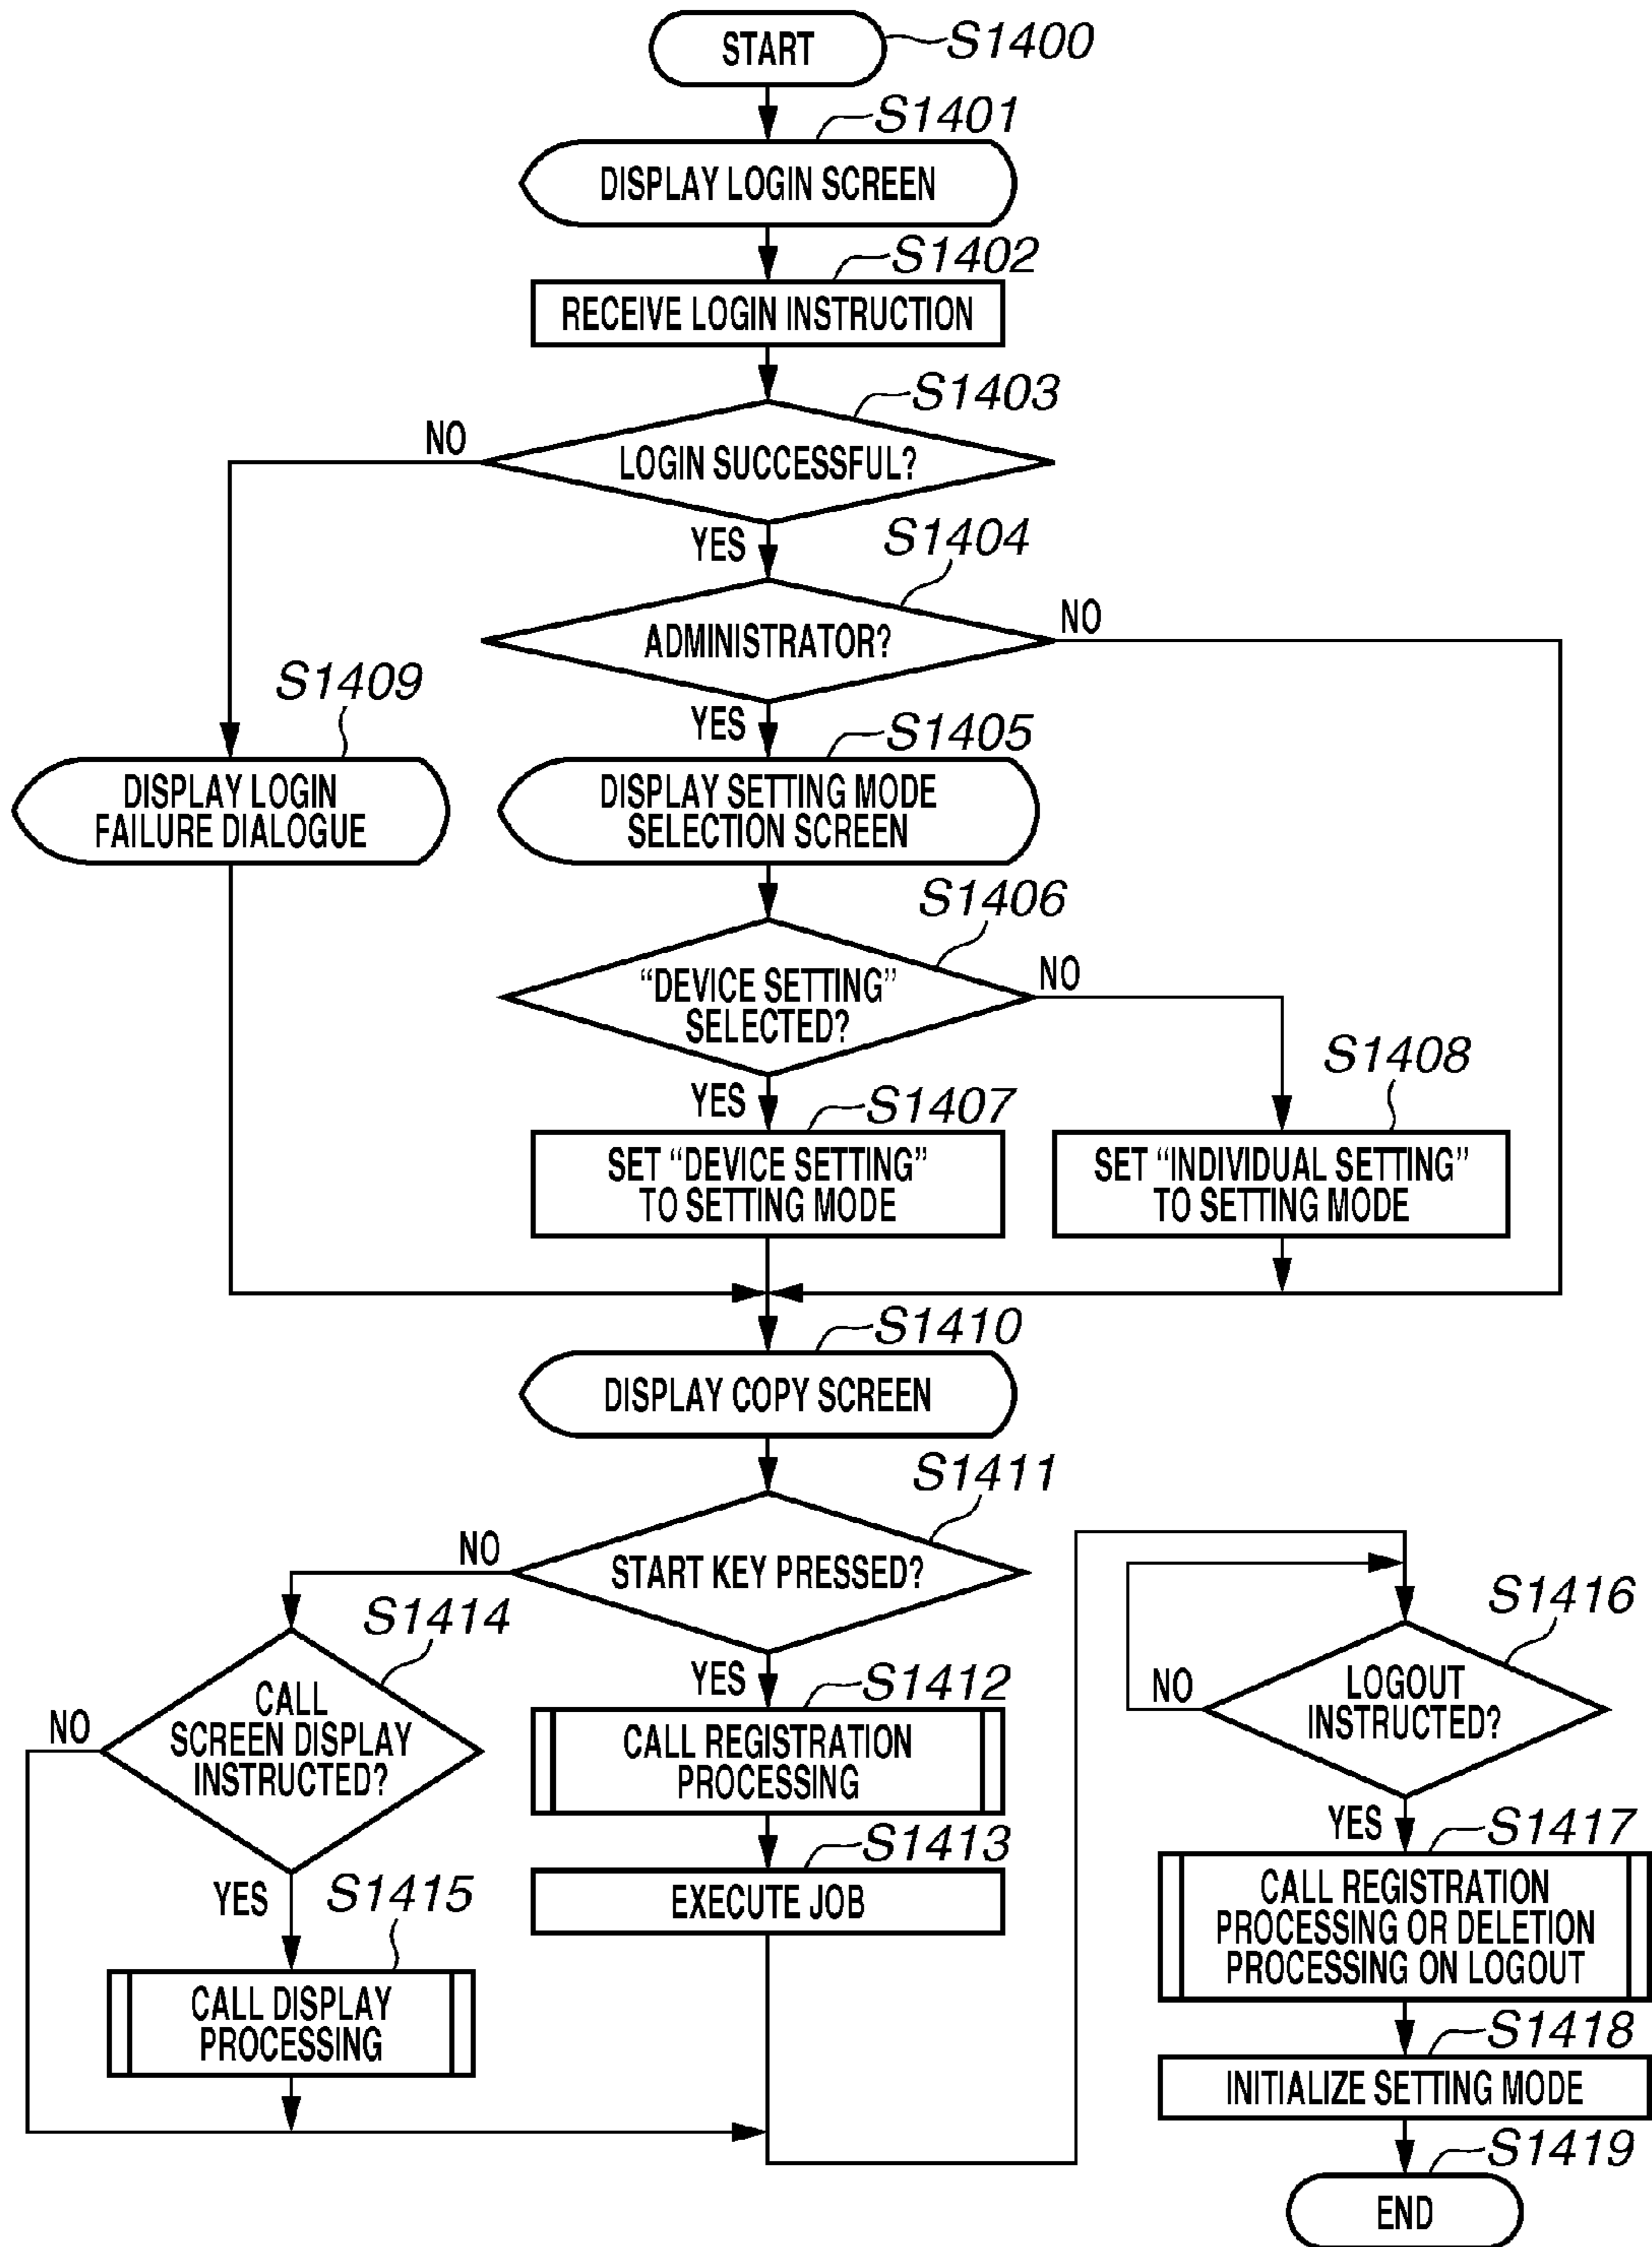 START
S1400
S1401
DISPLAY LOGIN SCREEN
S1402
RECEIVE LOGIN INSTRUCTION
S1403
NO
LOGIN SUCCESSFUL?
YES
S1404
ADMINISTRATOR?
NO
S1409
YES
S1405
DISPLAY LOGIN
FAILURE DIALOGUE
DISPLAY SETTING MODE
SELECTION SCREEN
S1406
“DEVICE SETTING”
SELECTED?
NO
S1408
YES
S1407
SET “DEVICE SETTING”
TO SETTING MODE
SET “INDIVIDUAL SETTING”
TO SETTING MODE
S1410
DISPLAY COPY SCREEN
S1411
NO
START KEY PRESSED?
S1414
CALL
SCREEN DISPLAY
INSTRUCTED?
NO
YES
S1412
CALL REGISTRATION
PROCESSING
S1413
EXECUTE JOB
YES
S1415
CALL DISPLAY
PROCESSING
S1416
LOGOUT
INSTRUCTED?
NO
YES
S1417
CALL REGISTRATION
PROCESSING OR DELETION
PROCESSING ON LOGOUT
S1418
INITIALIZE SETTING MODE
S1419
END